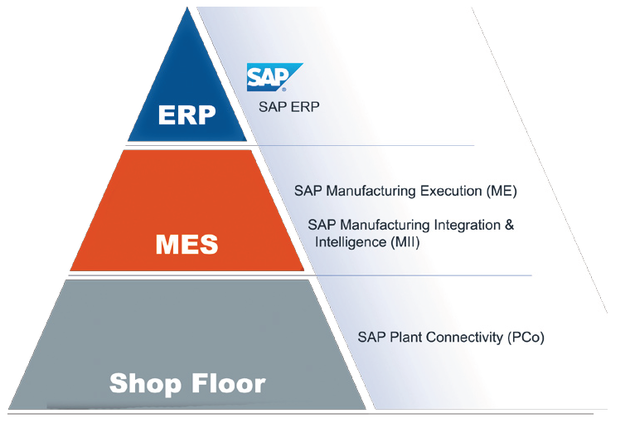 SAP
SAP ERP
ERP
SAP Manufacturing Execution (ME)
SAP Manufacturing Integration &
Intelligence (MII)
MES
SAP Plant Connectivity (PCo)
Shop Floor